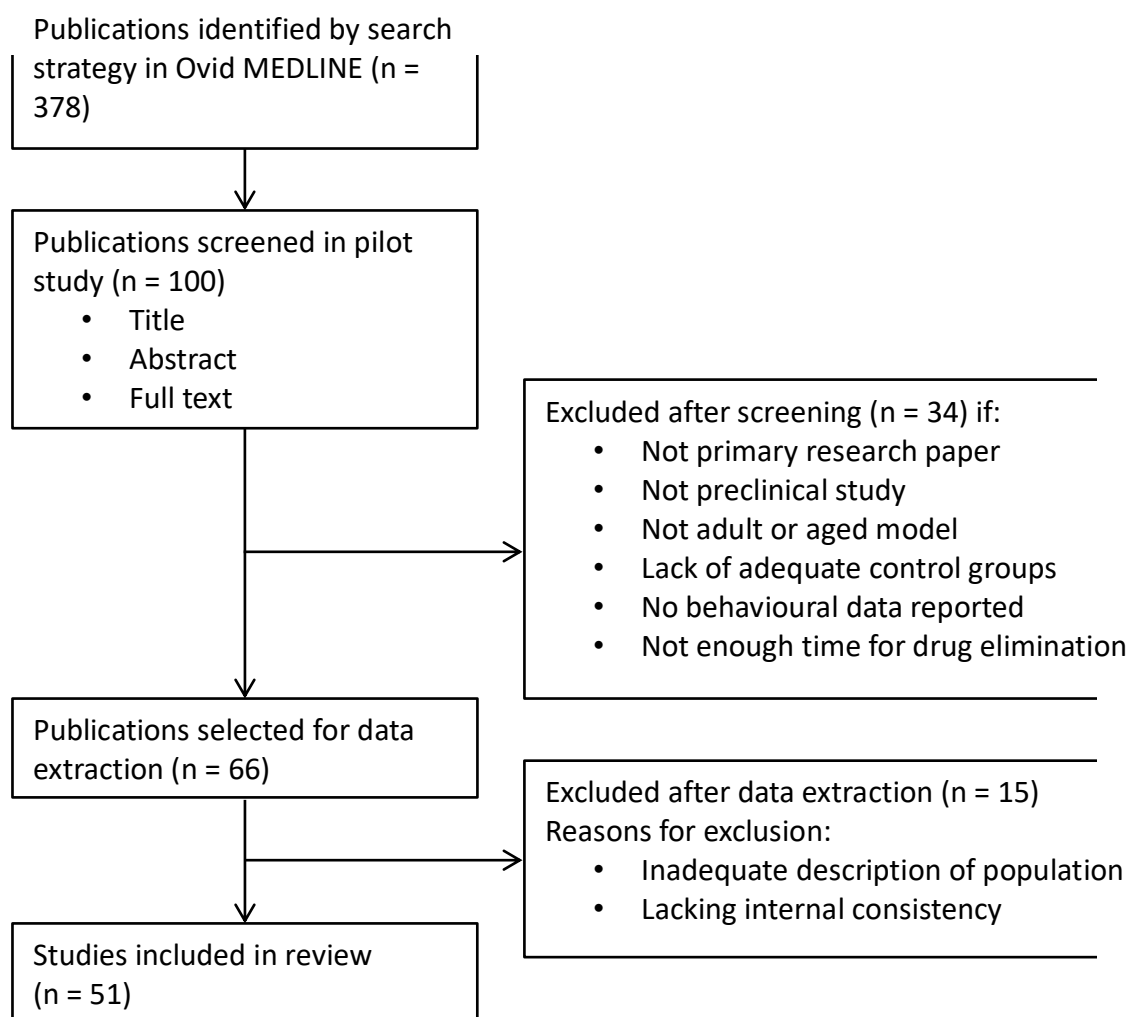 Publications identified by search
strategy in Ovid MEDLINE (n =
378)
Publications screened in pilot
study (n = 100)
• Title
• Abstract
• Full text
Excluded after screening (n = 34) if:
• Not primary research paper
• Not preclinical study
• Not adult or aged model
• Lack of adequate control groups
• No behavioural data reported
• Not enough time for drug elimination
Publications selected for data
extraction (n = 66)
Excluded after data extraction (n = 15)
Reasons for exclusion:
• Inadequate description of population
• Lacking internal consistency
Studies included in review
(n = 51)